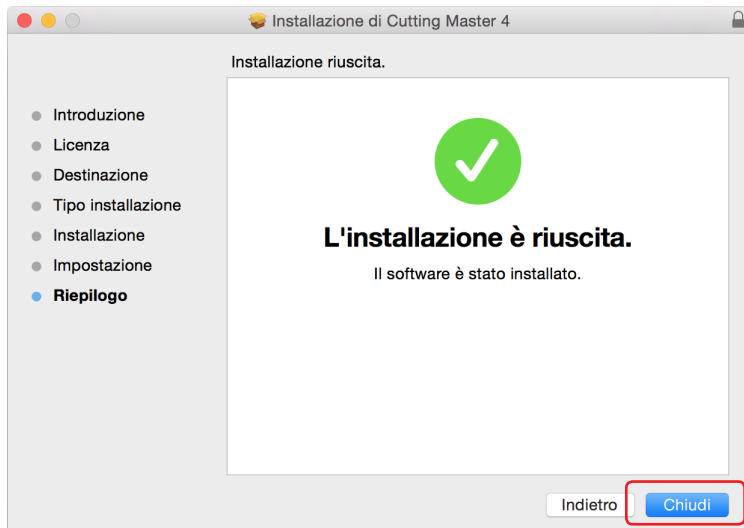 Installazione di Cutting Master 4
Installazione riuscita.
Introduzione
Licenza
Destinazione
Tipo installazione
Installazione
Impostazione
Riepilogo
L'installazione è riuscita.
Il software è stato installato.
Indietro
Chiudi